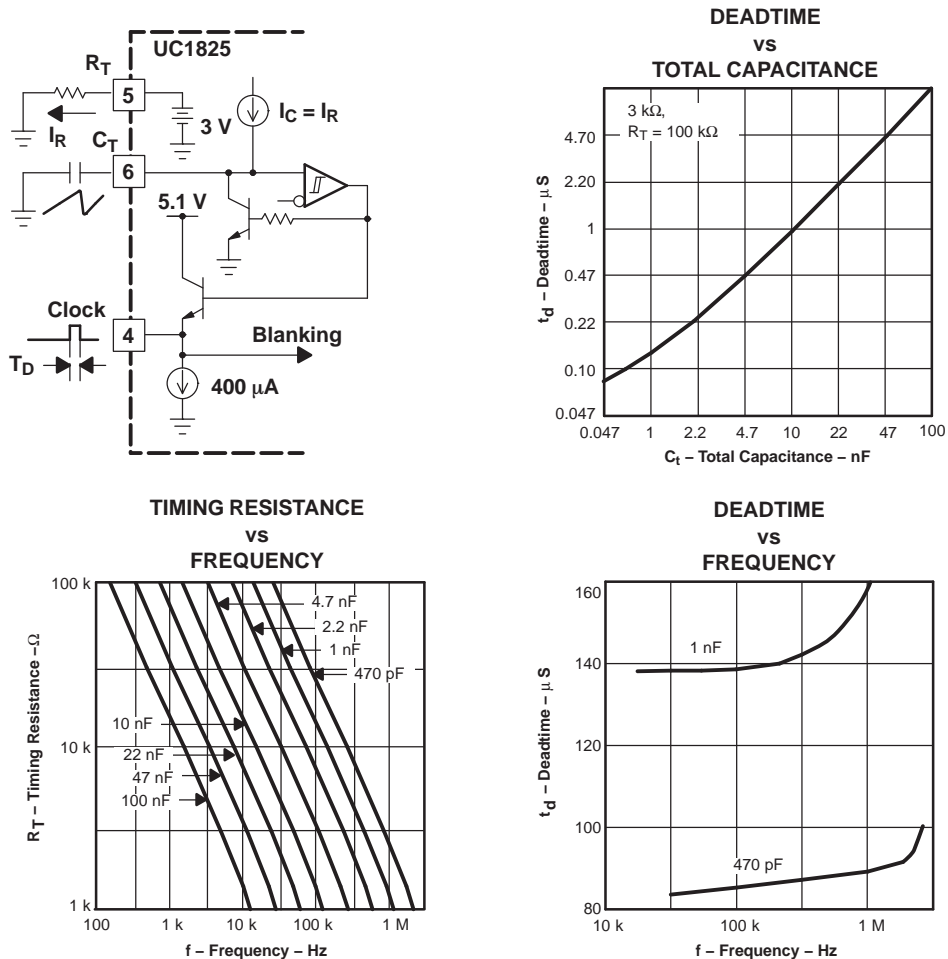 UC1825
RT
5
IR
3 V
IC = IR
CT
6
5.1 V
Clock
4
Blanking
TD
400 μA
DEADTIME
vs
TOTAL CAPACITANCE
3 kΩ,
RT = 100 kΩ
4.70
2.20
1
0.47
0.22
0.10
0.047
td – Deadtime – μ S
0.047 1 2.2 4.7 10 22 47 100
Ct – Total Capacitance – nF
TIMING RESISTANCE
vs
FREQUENCY
100 k
10 k
1 k
RT – Timing Resistance –Ω
4.7 nF
2.2 nF
1 nF
470 pF
10 nF
22 nF
47 nF
100 nF
100 1 k 10 k 100 k 1 M
f – Frequency – Hz
DEADTIME
vs
FREQUENCY
160
140
120
100
80
td – Deadtime – μ S
1 nF
470 pF
10 k 100 k 1 M
f – Frequency – Hz